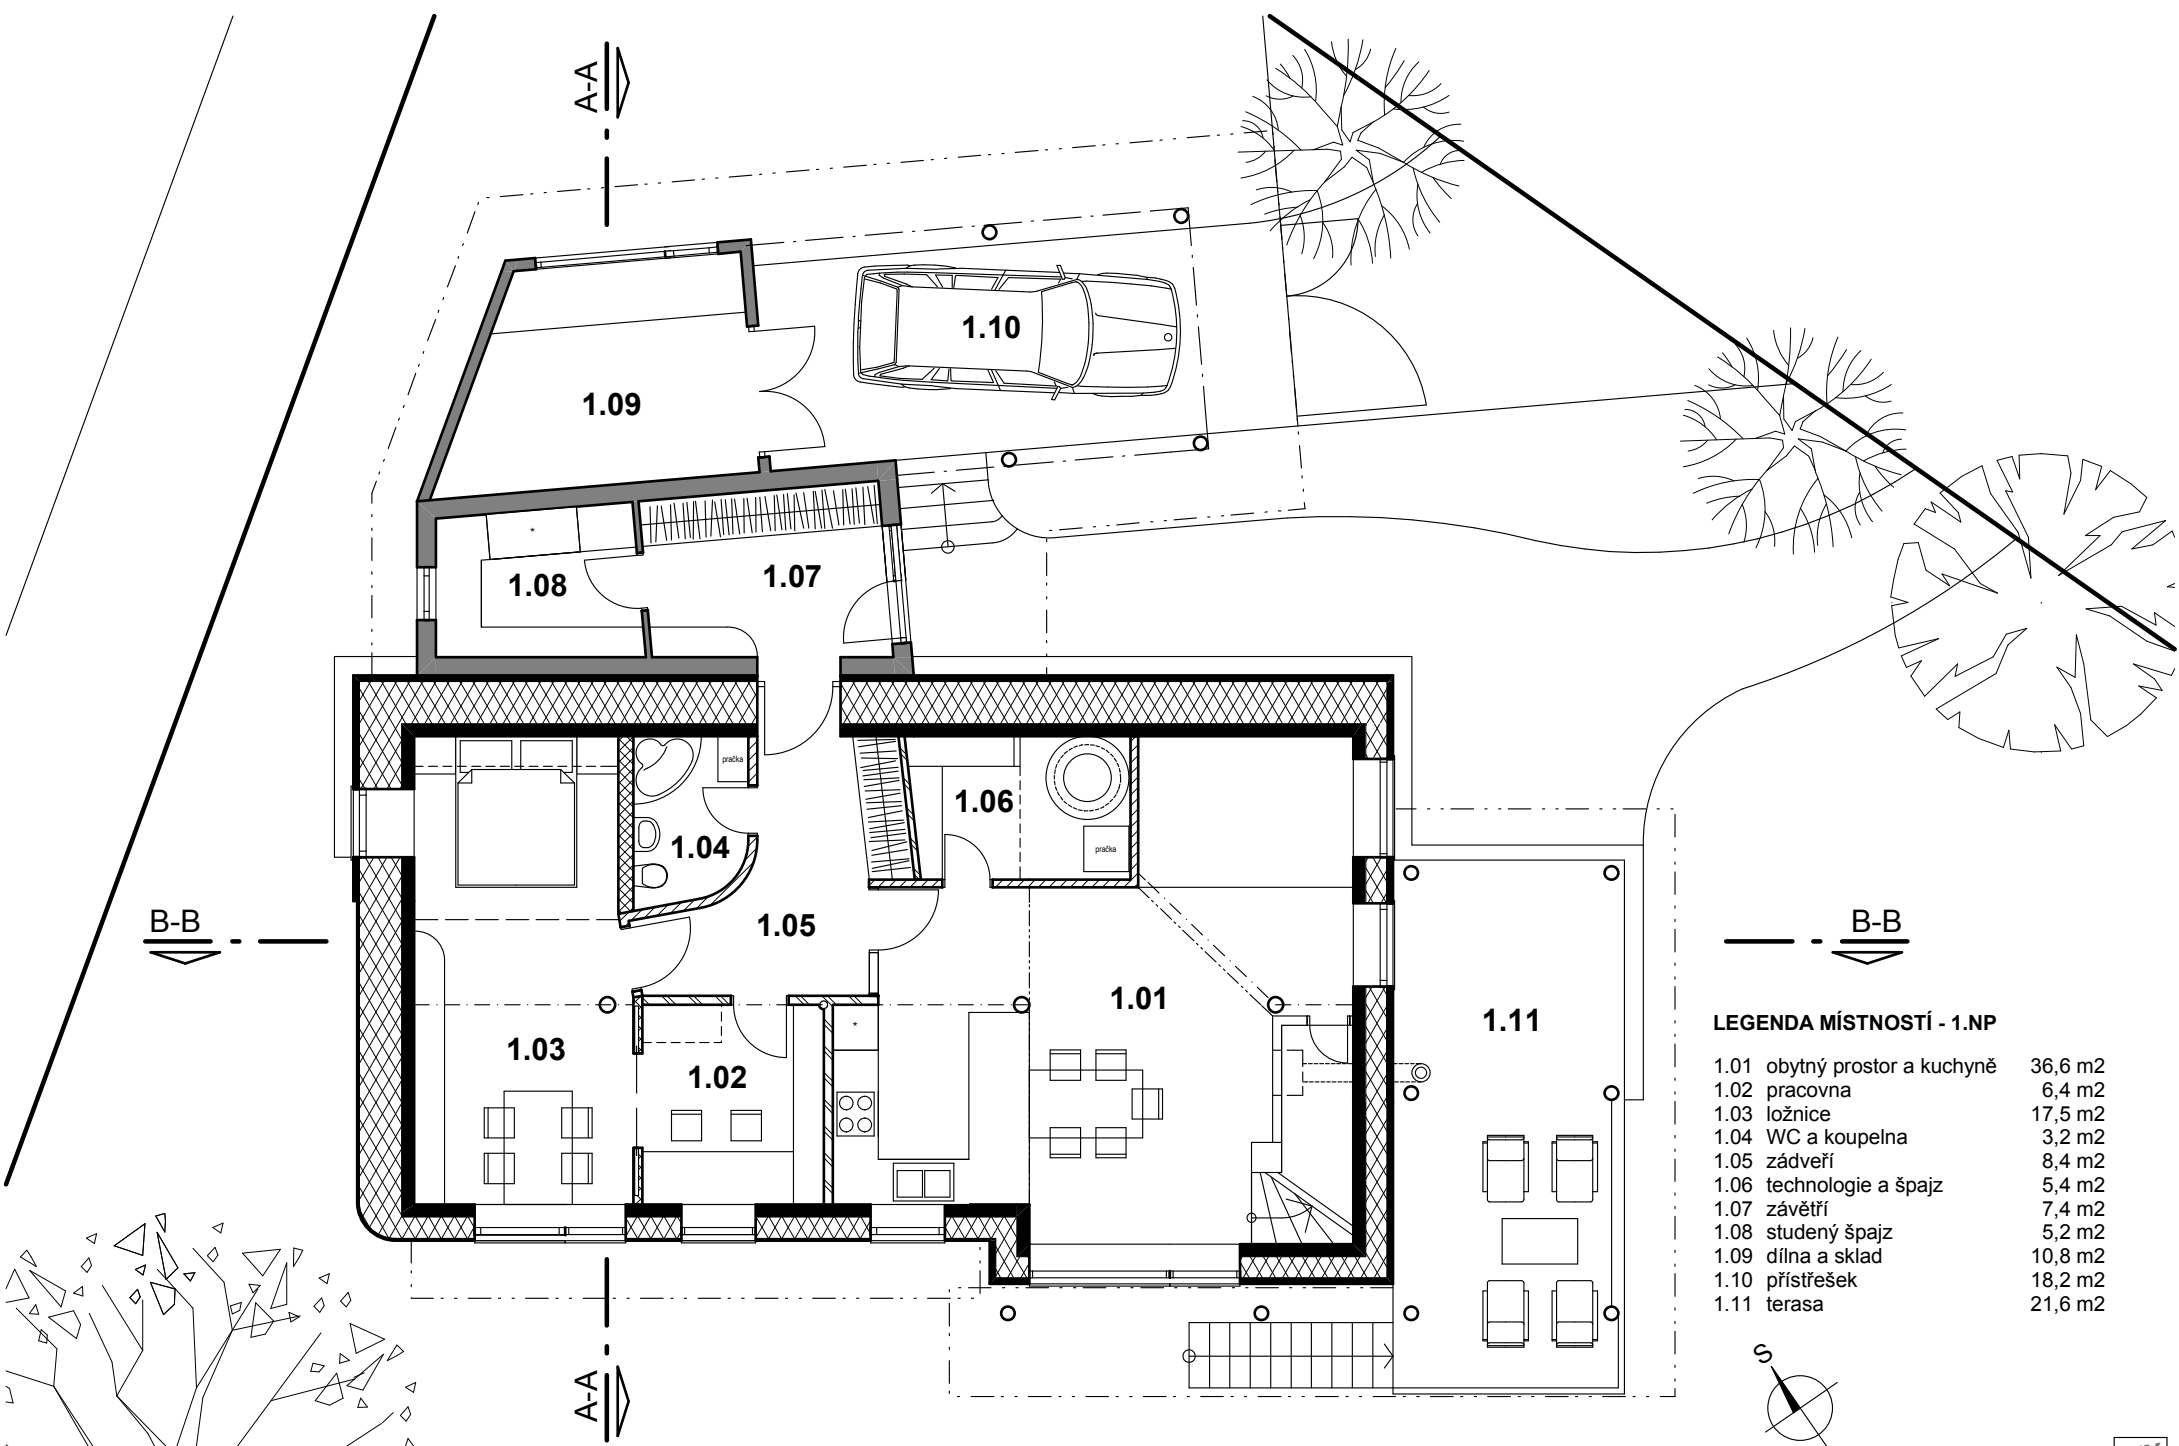 A-A
1.10
1.09
1.08
1.07
pračka
1.06
1.04
pračka
B-B
1.05
B-B
1.01
1.11
1.03
1.02
LEGENDA MÍSTNOSTÍ - 1.NP
1.01 obytný prostor a kuchyně 36,6 m2
1.02 pracovna 6,4 m2
1.03 ložnice 17,5 m2
1.04 WC a koupelna 3,2 m2
1.05 zádveří 8,4 m2
1.06 technologie a špajz 5,4 m2
1.07 závětří 7,4 m2
1.08 studený špajz 5,2 m2
1.09 dílna a sklad 10,8 m2
1.10 přístřešek 18,2 m2
1.11 terasa 21,6 m2
S
A-A